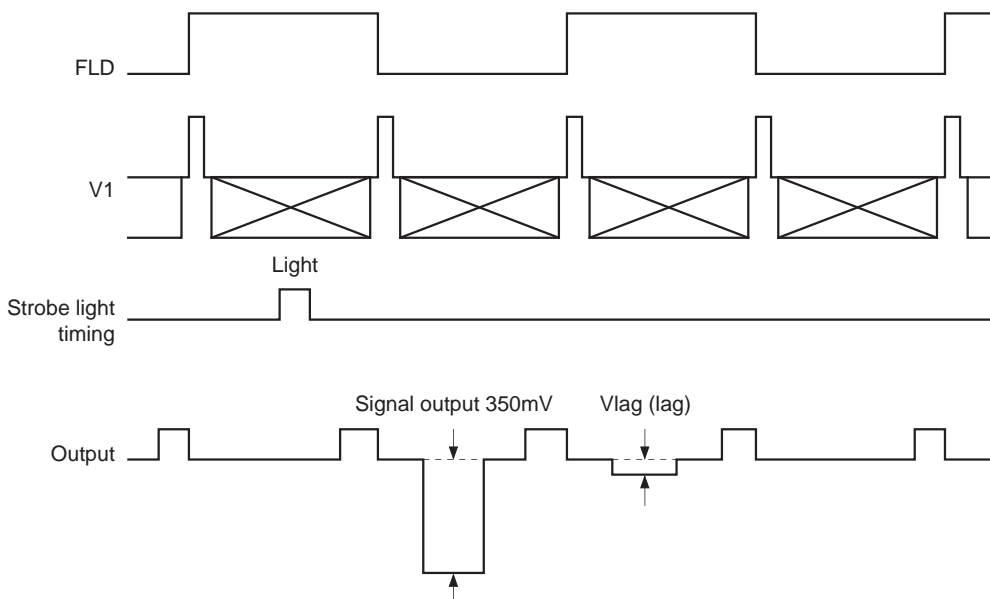 FLD
V1
Light
Strobe light
timing
Signal output 350mV
Vlag (lag)
Output